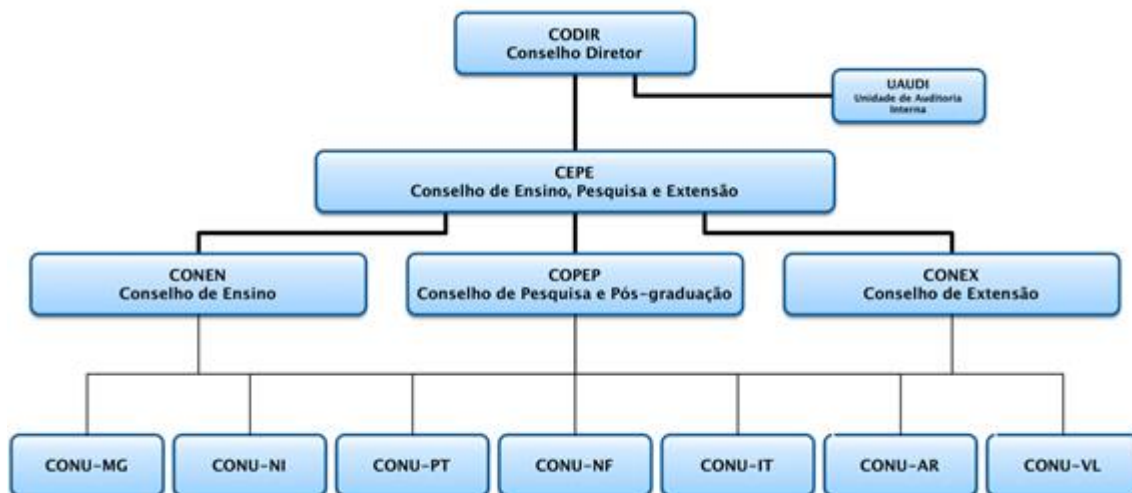 CODIR
Conselho Diretor
UAUDI
Unidade de Auditoria
Interna
CEPE
Conselho de Ensino, Pesquisa e Extensão
CONEN
Conselho de Ensino
COPEP
Conselho de Pesquisa e Pós-graduação
CONEX
Conselho de Extensão
CONU-MG
CONU-NI
CONU-PT
CONU-NF
CONU-IT
CONU-AR
CONU-VL